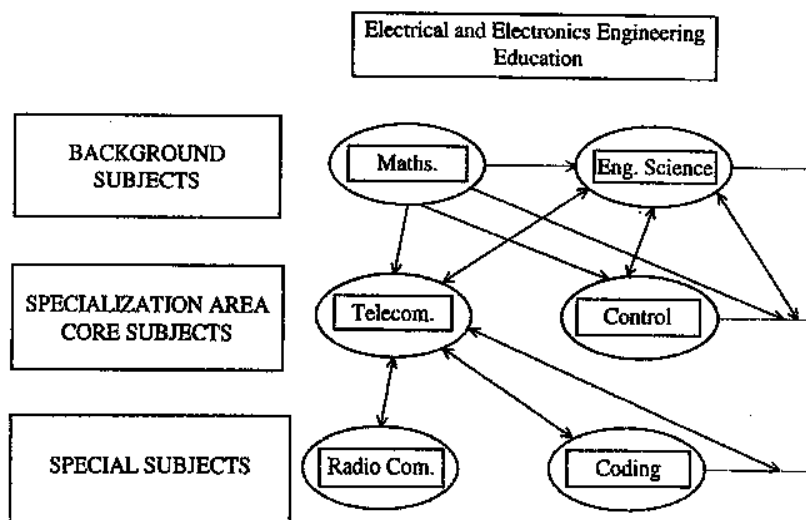 Electrical and Electronics Engineering
Education
BACKGROUND
SUBJECTS
Maths.
Eng. Science
SPECIALIZATION AREA
CORE SUBJECTS
Telecom.
Control
SPECIAL SUBJECTS
Radio Com.
Coding